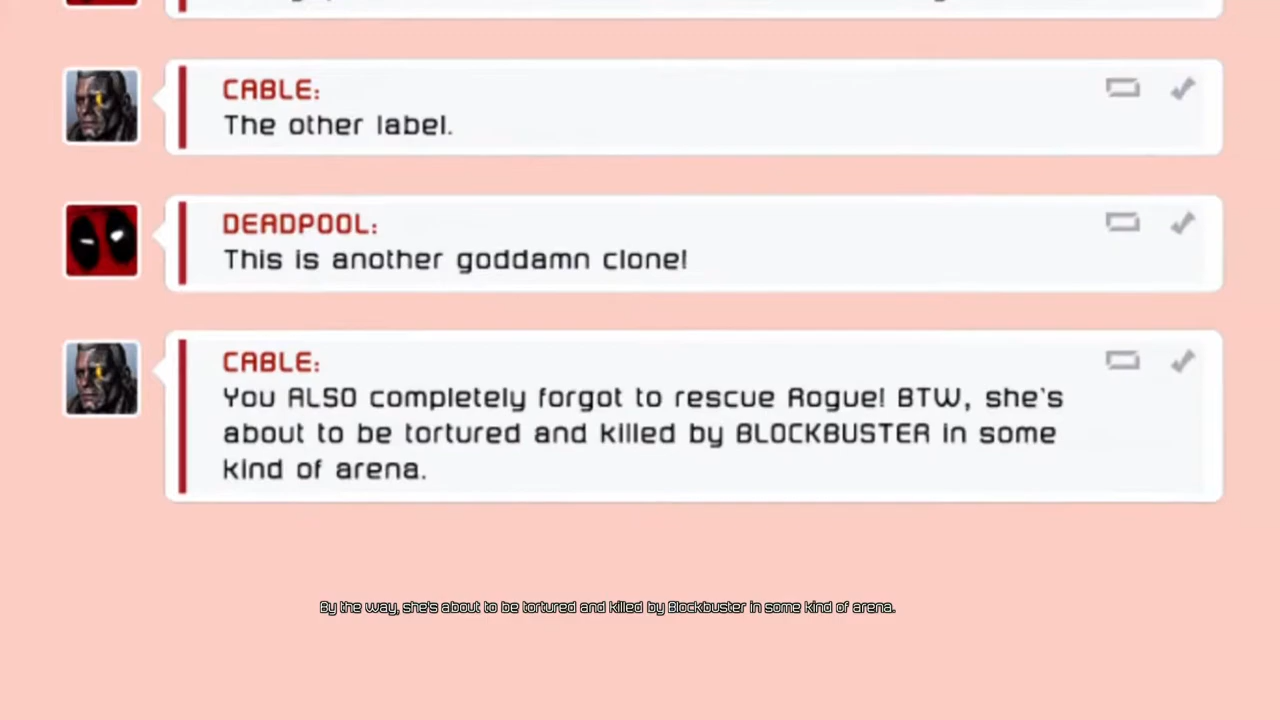 CABLE:
The other label.
DEADPOOL:
This is another goddamn clone!
CABLE:
You ALSO completely forgot to rescue Rogue! BTW, she's
about to be tortured and killed by BLOCKBUSTER in some
kind of arena.
By the way, she's about to be tortured and killed by Blockbuster in some kind of arena.